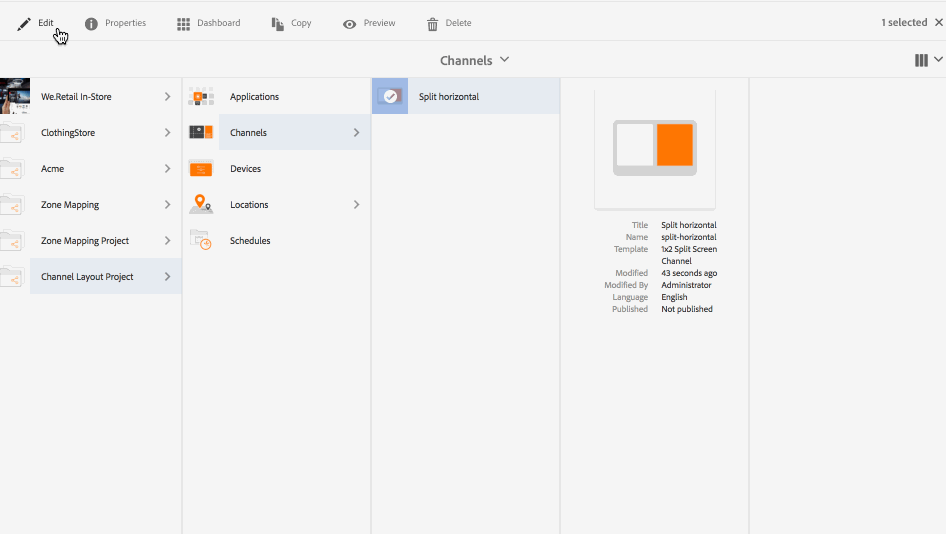 Edit Properties Dashboard Copy Preview Delete 1 selected
Channels
We.Retail In-Store
ClothingStore
Acme
Zone Mapping
Zone Mapping Project
Channel Layout Project
Applications
Channels
Devices
Locations
Schedules
Split horizontal
Title Split horizontal
Name split-horizontal
Template 1x2 Split Screen
Channel
Modified 43 seconds ago
Modified By Administrator
Language English
Published Not published